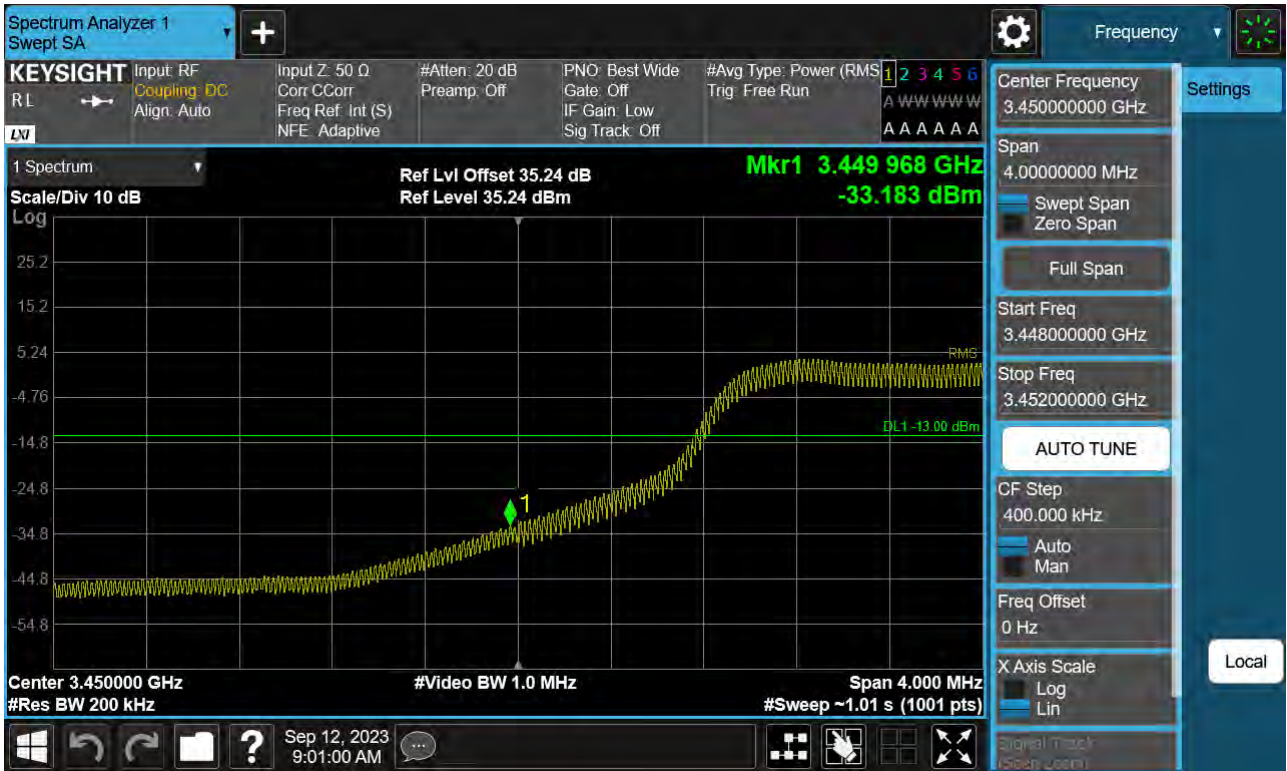 Spectrum Analyzer 1
Swept SA
+
Frequency
KEYSIGHT
RL
LXI
Input: RF
Coupling: DC
Align: Auto
Input Z: 50 Ω
Corr CCorr
Freq Ref: Int (S)
NFE: Adaptive
#Atten: 20 dB
Preamp: Off
PNO: Best Wide
Gate: Off
IF Gain: Low
Sig Track: Off
#Avg Type: Power (RMS
Trig: Free Run
1 2 3 4 5 6
A W W W W W
A A A A A A
1 Spectrum
Scale/Div 10 dB
Log
Ref Lvl Offset 35.24 dB
Ref Level 35.24 dBm
Mkr1 3.449 968 GHz
-33.183 dBm
25.2
15.2
5.24
-4.76
-14.8
-24.8
-34.8
-44.8
-54.8
RMS
DL1 -13.00 dBm
1
Center 3.450000 GHz
#Res BW 200 kHz
#Video BW 1.0 MHz
Span 4.000 MHz
#Sweep ~1.01 s (1001 pts)
Center Frequency
3.450000000 GHz
Span
4.00000000 MHz
Swept Span
Zero Span
Full Span
Start Freq
3.448000000 GHz
Stop Freq
3.452000000 GHz
AUTO TUNE
CF Step
400.000 kHz
Auto
Man
Freq Offset
0 Hz
X Axis Scale
Log
Lin
Signal Track
(Span Zoom)
Settings
Local
?
Sep 12, 2023
9:01:00 AM